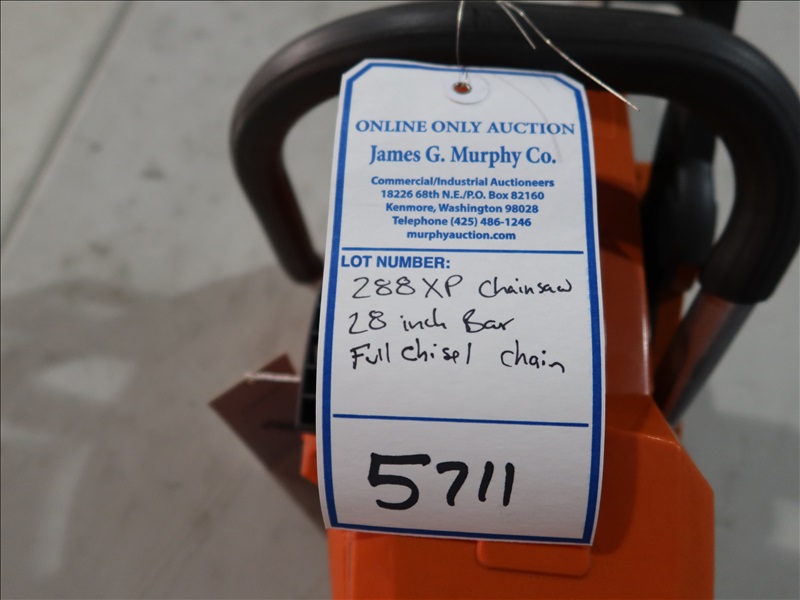 ONLINE ONLY AUCTION
James G. Murphy Co.
Commercial/Industrial Auctioneers
18226 68th N.E./P.O. Box 82160
Kenmore, Washington 98028
Telephone (425) 486-1246
murphyauction.com
LOT NUMBER:
288XP Chainsaw
28 inch Bar
Full Chisel Chain
5711